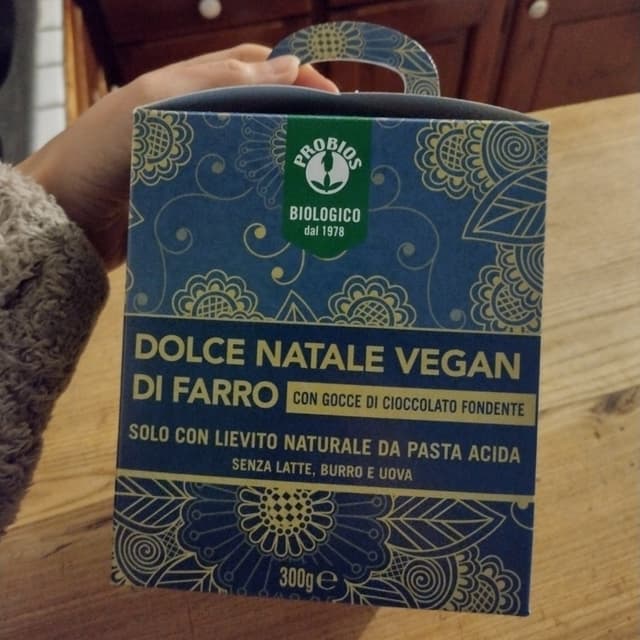 PROBIOS
BIOLOGICO
dal 1978
DOLCE NATALE VEGAN
DI FARRO CON GOCCE DI CIOCCOLATO FONDENTE
SOLO CON LIEVITO NATURALE DA PASTA ACIDA
SENZA LATTE, BURRO E UOVA
300g ℮